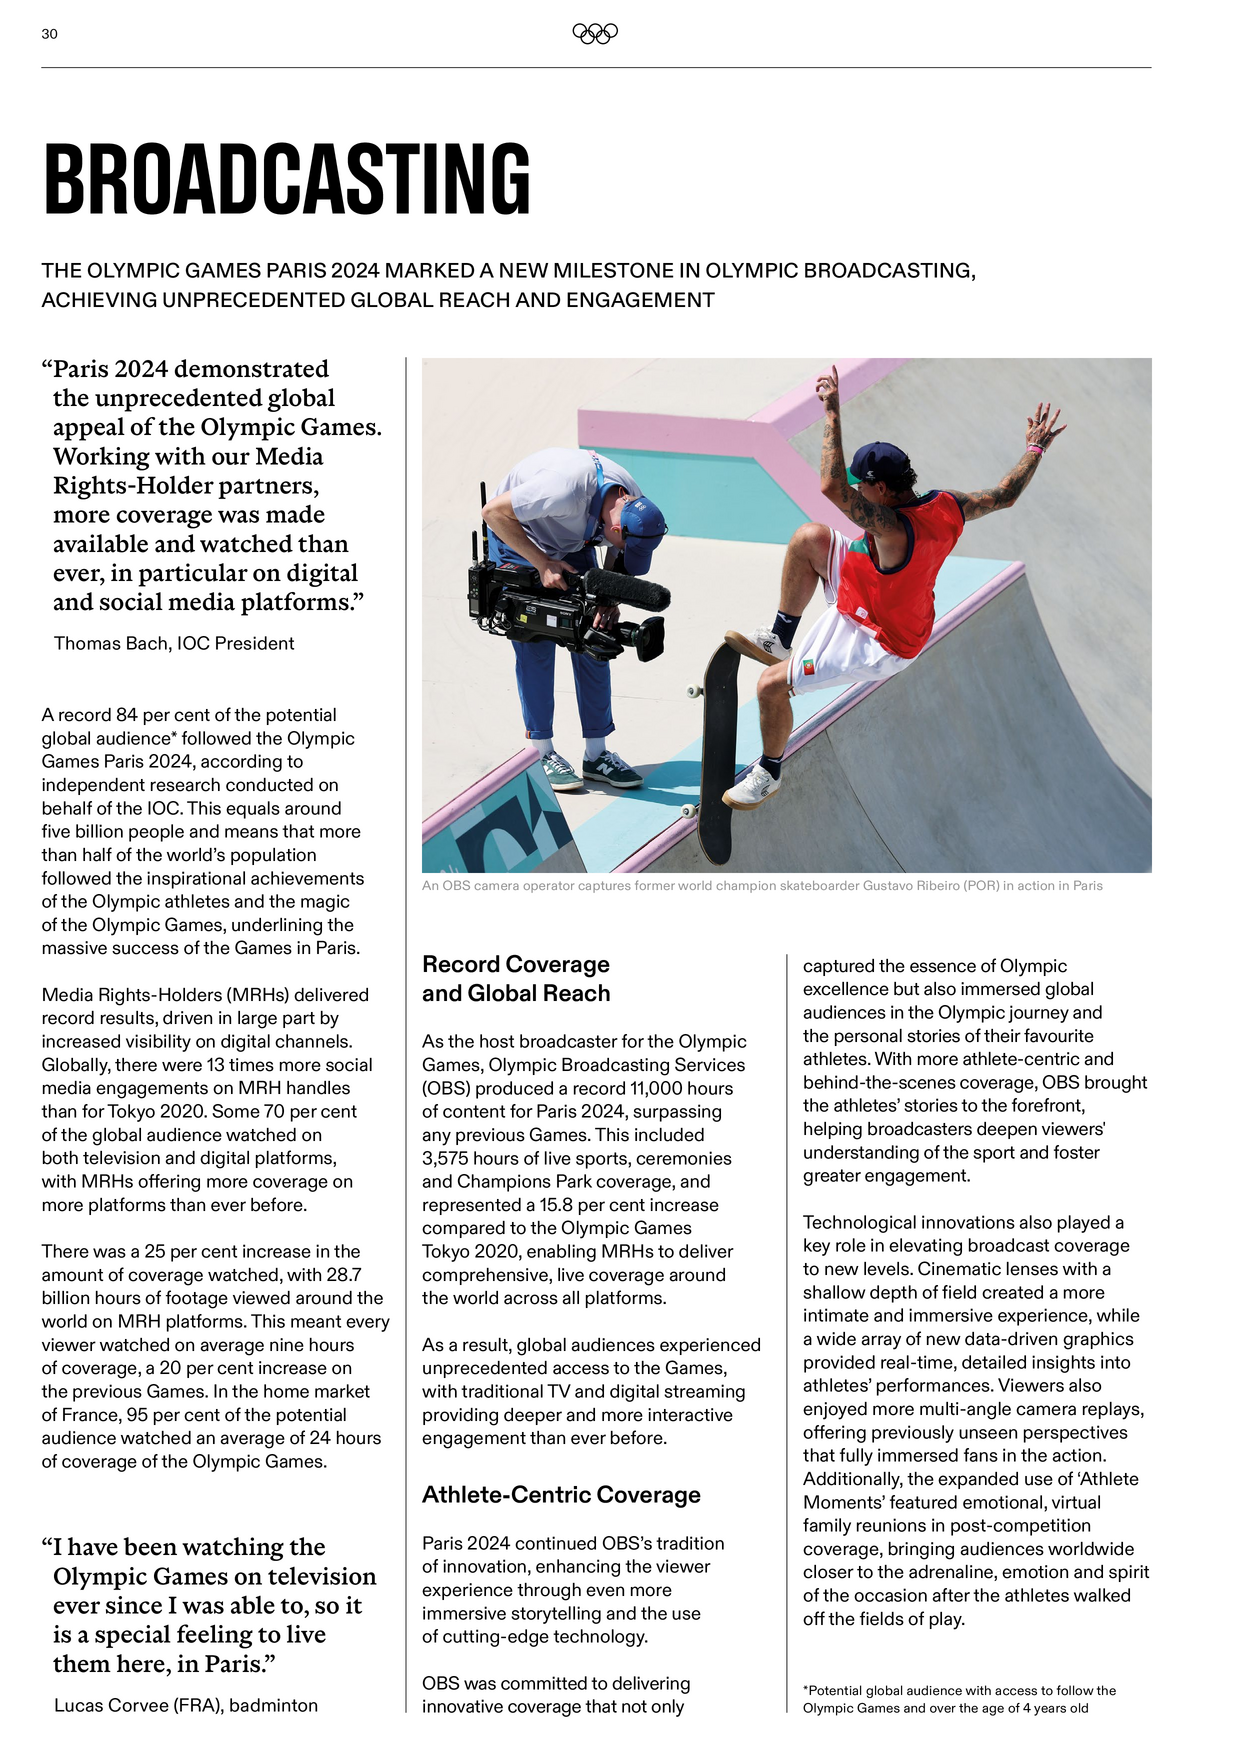 30
BROADCASTING
THE OLYMPIC GAMES PARIS 2024 MARKED A NEW MILESTONE IN OLYMPIC BROADCASTING,
ACHIEVING UNPRECEDENTED GLOBAL REACH AND ENGAGEMENT
“Paris 2024 demonstrated
the unprecedented global
appeal of the Olympic Games.
Working with our Media
Rights-Holder partners,
more coverage was made
available and watched than
ever, in particular on digital
and social media platforms.”
Thomas Bach, IOC President
A record 84 per cent of the potential
global audience* followed the Olympic
Games Paris 2024, according to
independent research conducted on
behalf of the IOC. This equals around
five billion people and means that more
than half of the world’s population
followed the inspirational achievements
of the Olympic athletes and the magic
of the Olympic Games, underlining the
massive success of the Games in Paris.
Media Rights-Holders (MRHs) delivered
record results, driven in large part by
increased visibility on digital channels.
Globally, there were 13 times more social
media engagements on MRH handles
than for Tokyo 2020. Some 70 per cent
of the global audience watched on
both television and digital platforms,
with MRHs offering more coverage on
more platforms than ever before.
There was a 25 per cent increase in the
amount of coverage watched, with 28.7
billion hours of footage viewed around the
world on MRH platforms. This meant every
viewer watched on average nine hours
of coverage, a 20 per cent increase on
the previous Games. In the home market
of France, 95 per cent of the potential
audience watched an average of 24 hours
of coverage of the Olympic Games.
“I have been watching the
Olympic Games on television
ever since I was able to, so it
is a special feeling to live
them here, in Paris.”
Lucas Corvee (FRA), badminton
An OBS camera operator captures former world champion skateboarder Gustavo Ribeiro (POR) in action in Paris
Record Coverage
and Global Reach
As the host broadcaster for the Olympic
Games, Olympic Broadcasting Services
(OBS) produced a record 11,000 hours
of content for Paris 2024, surpassing
any previous Games. This included
3,575 hours of live sports, ceremonies
and Champions Park coverage, and
represented a 15.8 per cent increase
compared to the Olympic Games
Tokyo 2020, enabling MRHs to deliver
comprehensive, live coverage around
the world across all platforms.
As a result, global audiences experienced
unprecedented access to the Games,
with traditional TV and digital streaming
providing deeper and more interactive
engagement than ever before.
Athlete-Centric Coverage
Paris 2024 continued OBS’s tradition
of innovation, enhancing the viewer
experience through even more
immersive storytelling and the use
of cutting-edge technology.
OBS was committed to delivering
innovative coverage that not only
captured the essence of Olympic
excellence but also immersed global
audiences in the Olympic journey and
the personal stories of their favourite
athletes. With more athlete-centric and
behind-the-scenes coverage, OBS brought
the athletes’ stories to the forefront,
helping broadcasters deepen viewers'
understanding of the sport and foster
greater engagement.
Technological innovations also played a
key role in elevating broadcast coverage
to new levels. Cinematic lenses with a
shallow depth of field created a more
intimate and immersive experience, while
a wide array of new data-driven graphics
provided real-time, detailed insights into
athletes’ performances. Viewers also
enjoyed more multi-angle camera replays,
offering previously unseen perspectives
that fully immersed fans in the action.
Additionally, the expanded use of ‘Athlete
Moments’ featured emotional, virtual
family reunions in post-competition
coverage, bringing audiences worldwide
closer to the adrenaline, emotion and spirit
of the occasion after the athletes walked
off the fields of play.
*Potential global audience with access to follow the
Olympic Games and over the age of 4 years old